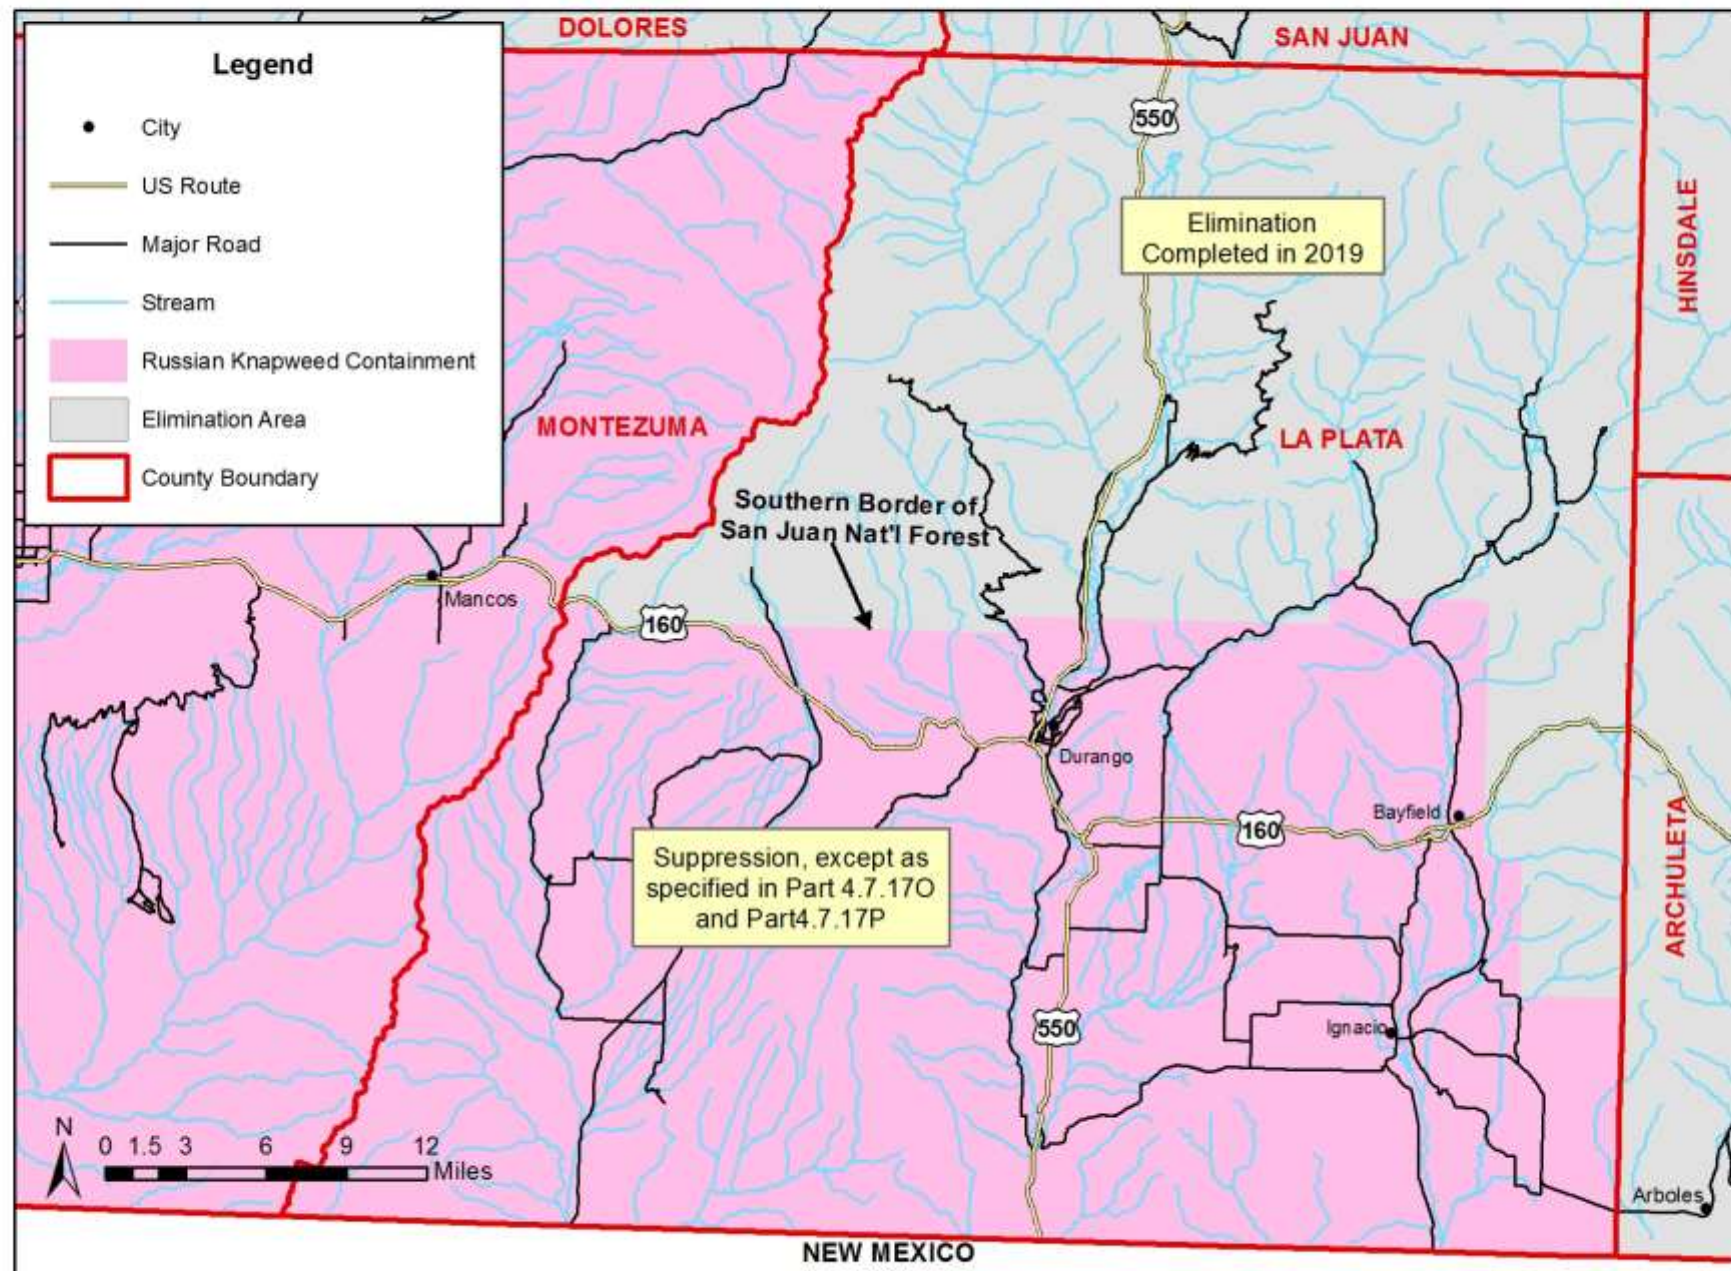 DOLORES
SAN JUAN
Legend
City
US Route
Major Road
Stream
Russian Knapweed Containment
Elimination Area
County Boundary
550
Elimination
Completed in 2019
HINSDALE
MONTEZUMA
LA PLATA
Southern Border of
San Juan Nat'l Forest
Mancos
160
Durango
Bayfield
160
Suppression, except as
specified in Part 4.7.17O
and Part4.7.17P
ARCHULETA
550
Ignacio
N
0 1.5 3 6 9 12
Miles
Arboles
NEW MEXICO